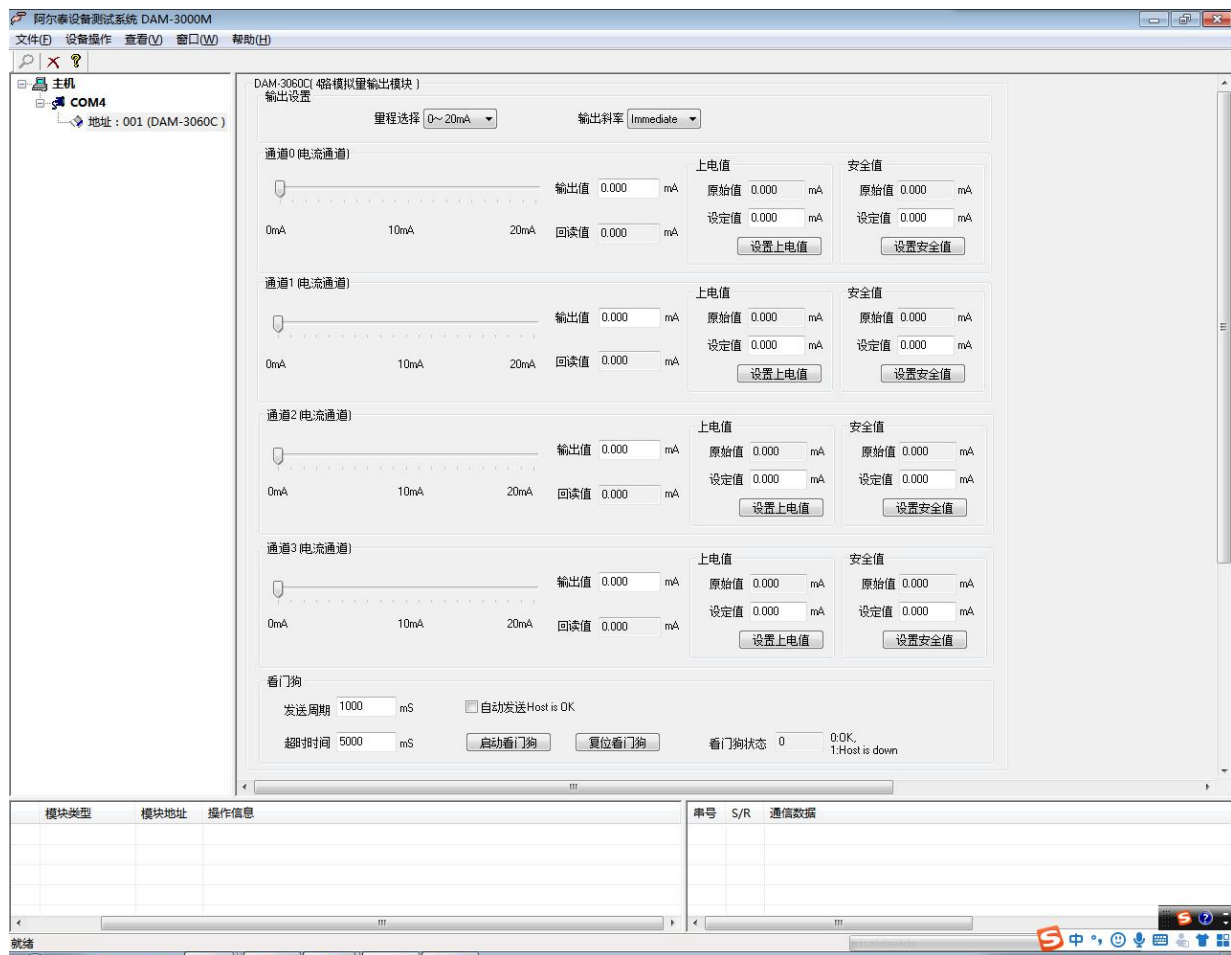 阿尔泰设备测试系统 DAM-3000M
文件(F) 设备操作 查看(V) 窗口(W) 帮助(H)
主机
COM4
地址：001 (DAM-3060C )
DAM-3060C( 4路模拟量输出模块 )
输出设置
量程选择 0~ 20mA 输出斜率 Immediate
通道0(电流通道)
输出值 0.000 mA
0mA 10mA 20mA
回读值 0.000 mA
上电值
原始值 0.000 mA
设定值 0.000 mA
设置上电值
安全值
原始值 0.000 mA
设定值 0.000 mA
设置安全值
通道1(电流通道)
输出值 0.000 mA
0mA 10mA 20mA
回读值 0.000 mA
上电值
原始值 0.000 mA
设定值 0.000 mA
设置上电值
安全值
原始值 0.000 mA
设定值 0.000 mA
设置安全值
通道2(电流通道)
输出值 0.000 mA
0mA 10mA 20mA
回读值 0.000 mA
上电值
原始值 0.000 mA
设定值 0.000 mA
设置上电值
安全值
原始值 0.000 mA
设定值 0.000 mA
设置安全值
通道3(电流通道)
输出值 0.000 mA
0mA 10mA 20mA
回读值 0.000 mA
上电值
原始值 0.000 mA
设定值 0.000 mA
设置上电值
安全值
原始值 0.000 mA
设定值 0.000 mA
设置安全值
看门狗
发送周期 1000 mS 自动发送Host is OK
超时时间 5000 mS 启动看门狗 复位看门狗 看门狗状态 0
0:OK,
1:Host is down
模块类型 模块地址 操作信息
串号 S/R 通信数据
就绪
中